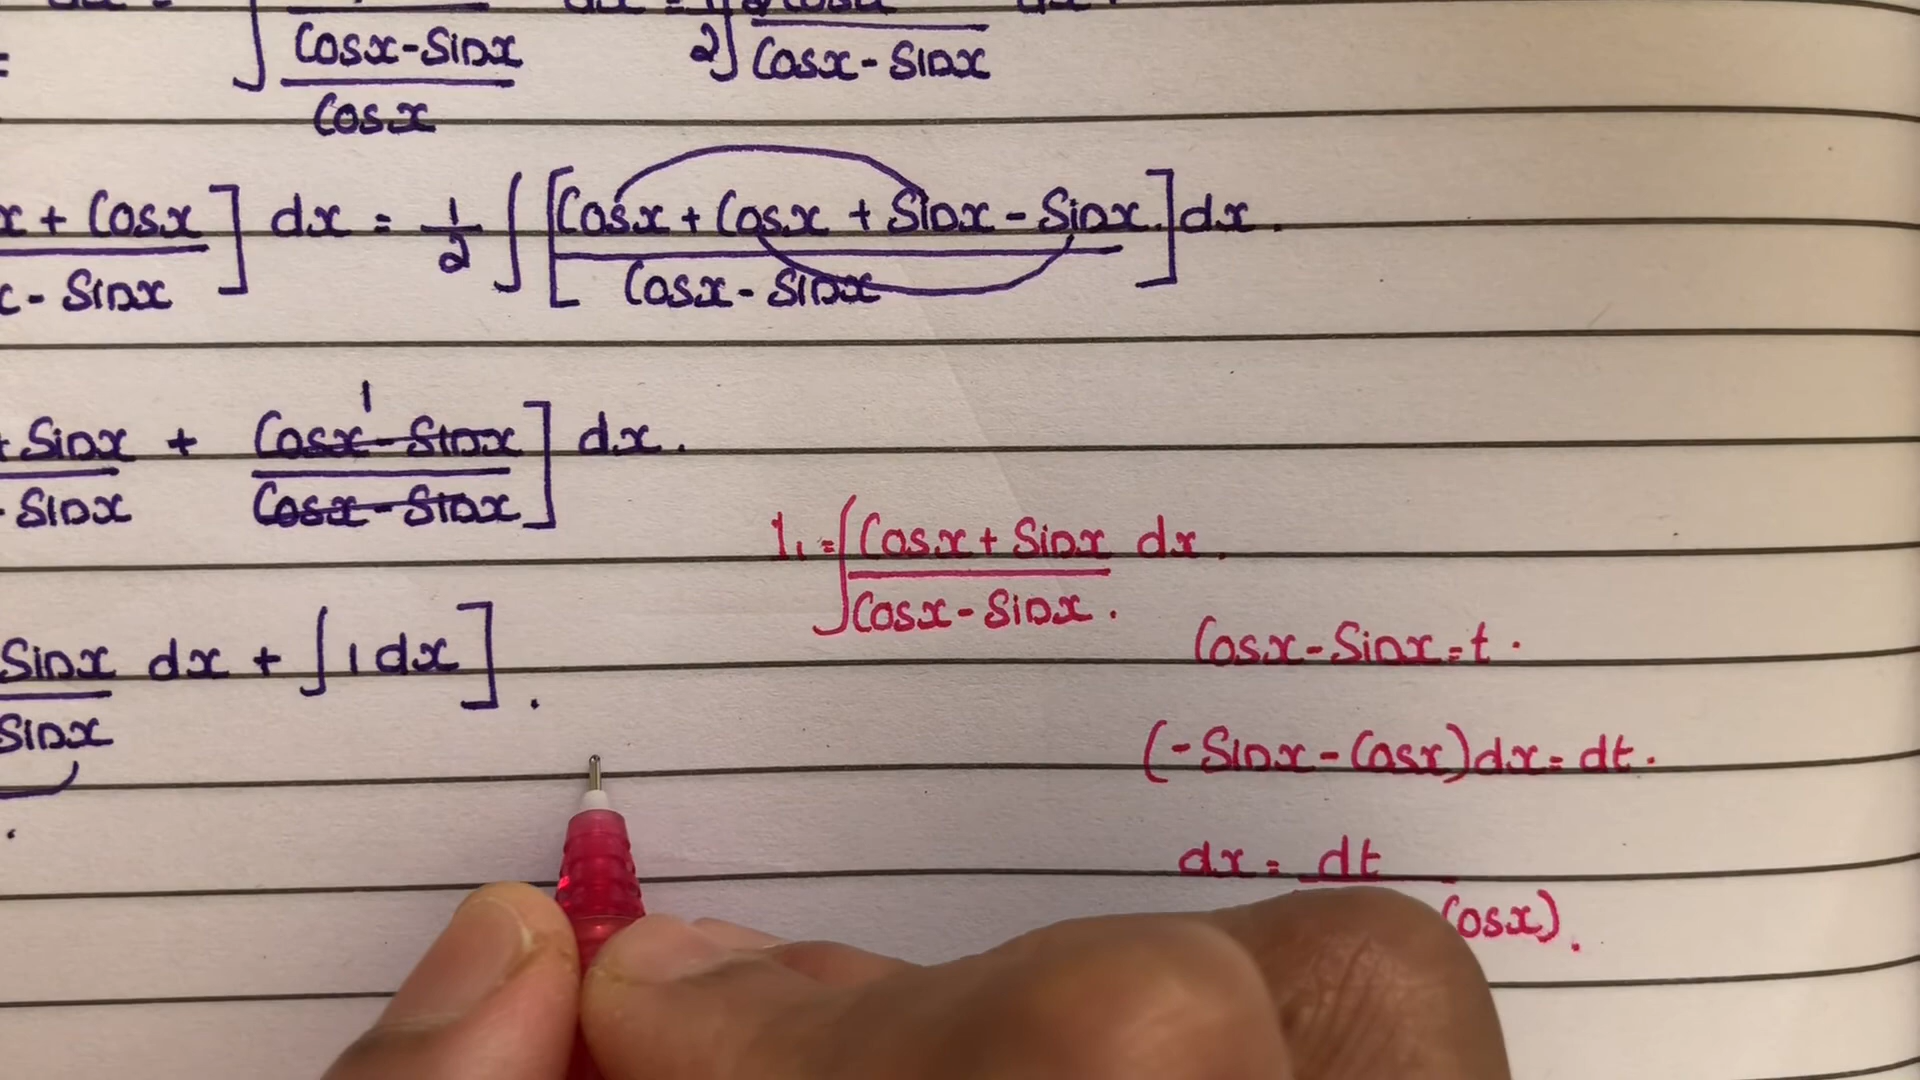 = ∫ Cosx-Sinx / Cosx 2∫ Cosx - Sinx
x + Cosx / x - Sinx ] dx = 1/2 ∫ [ Cosx + Cosx + Sinx - Sinx / Cosx - Sinx ] dx.
+ Sinx / - Sinx + Cosx - Sinx / Cosx - Sinx 1 ] dx.
I₁ = ∫ Cosx + Sinx / Cosx - Sinx dx.
Sinx / Sinx dx + ∫ 1 dx ].
Cosx - Sinx = t.
(-Sinx - Cosx)dx = dt.
dx = dt / Cosx).